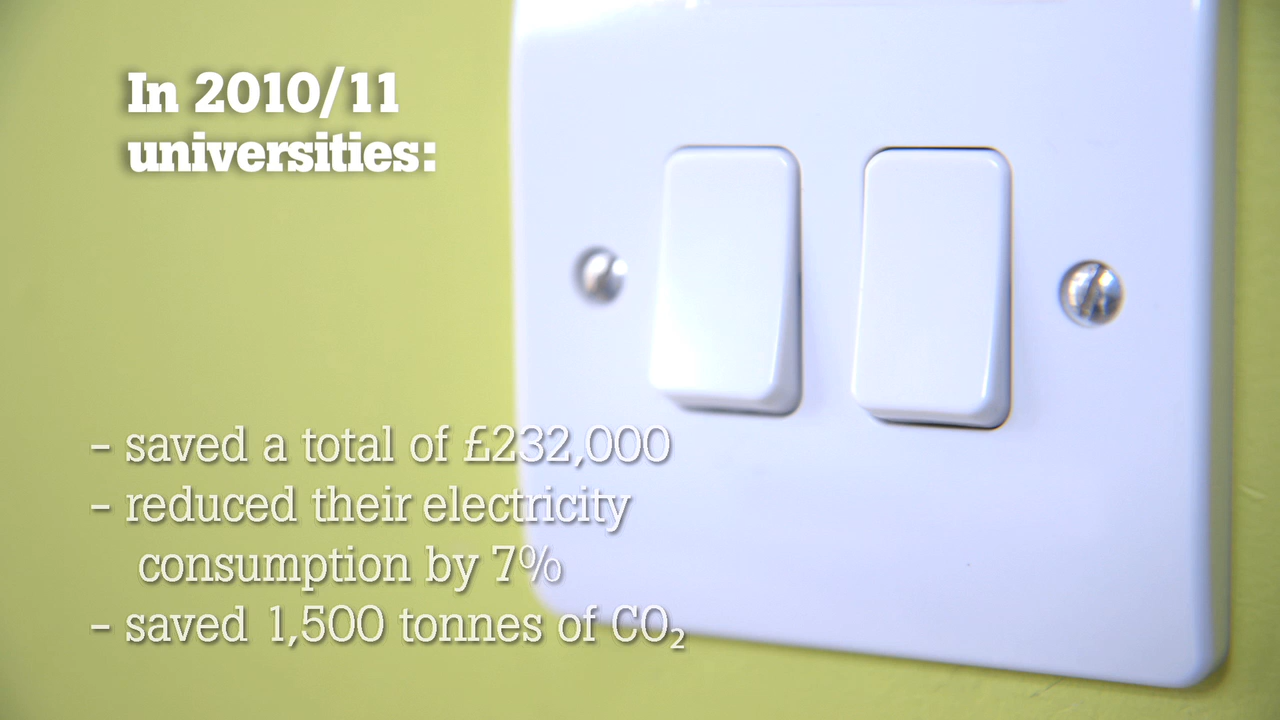 In 2010/11
universities:
– saved a total of £232,000
– reduced their electricity
consumption by 7%
– saved 1,500 tonnes of CO₂